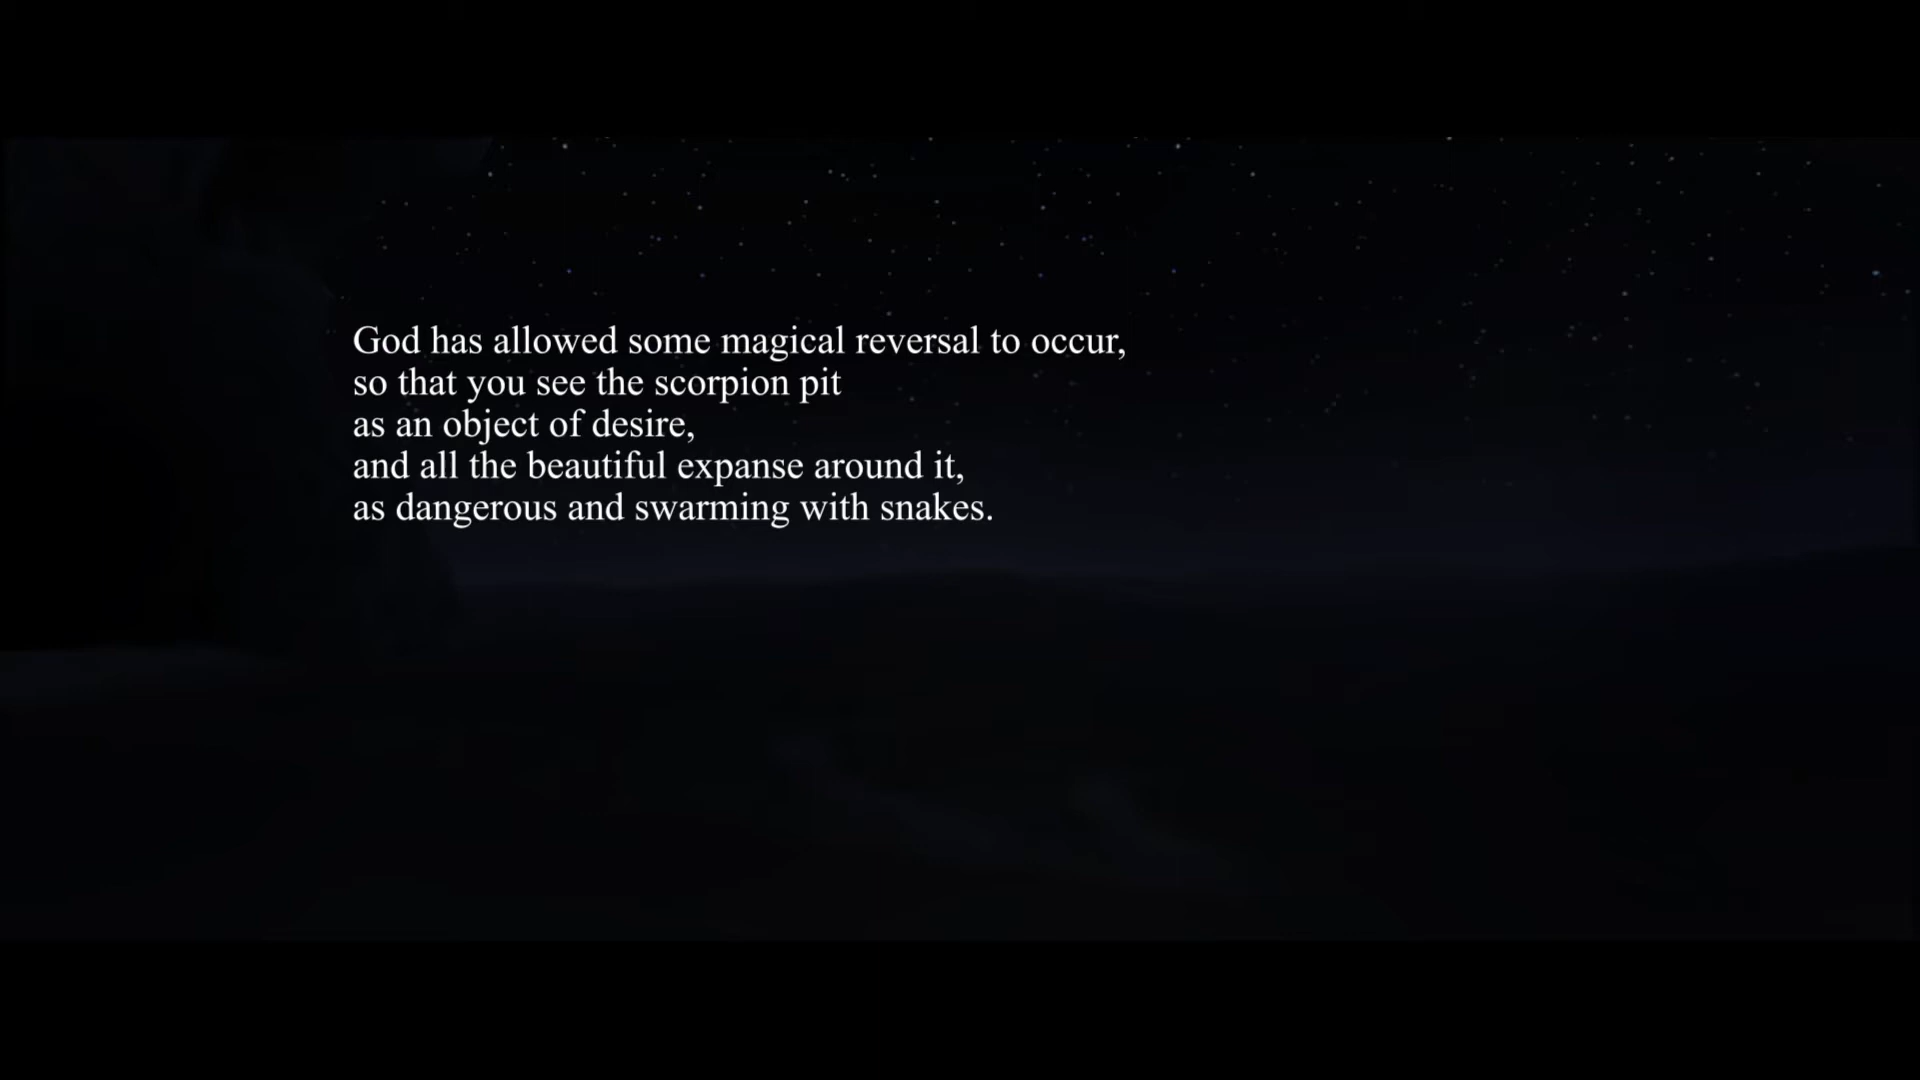 God has allowed some magical reversal to occur,
so that you see the scorpion pit
as an object of desire,
and all the beautiful expanse around it,
as dangerous and swarming with snakes.